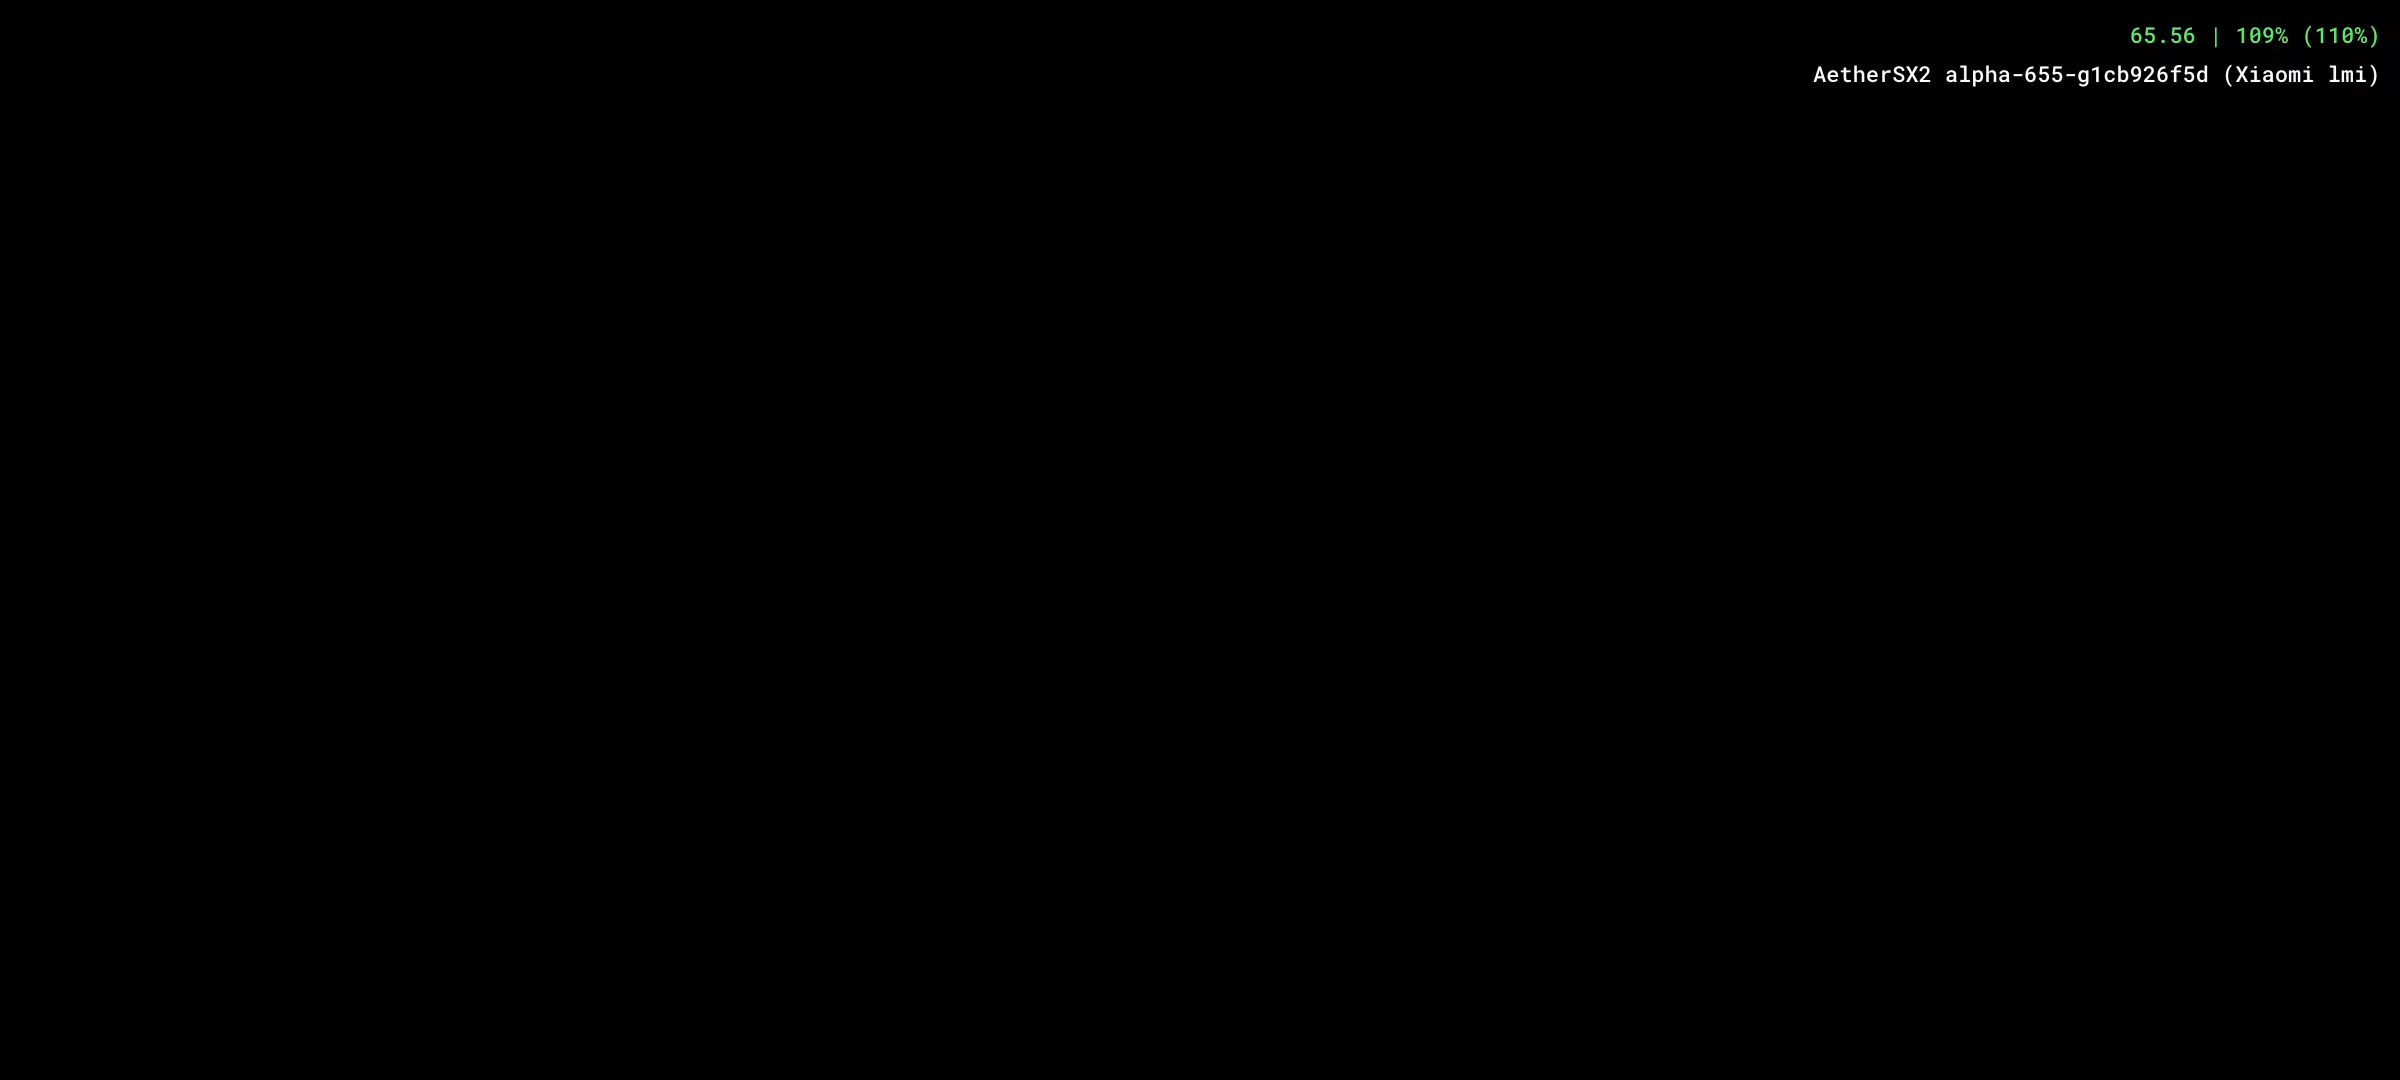 65.56 | 109% (110%)
AetherSX2 alpha-655-g1cb926f5d (Xiaomi lmi)